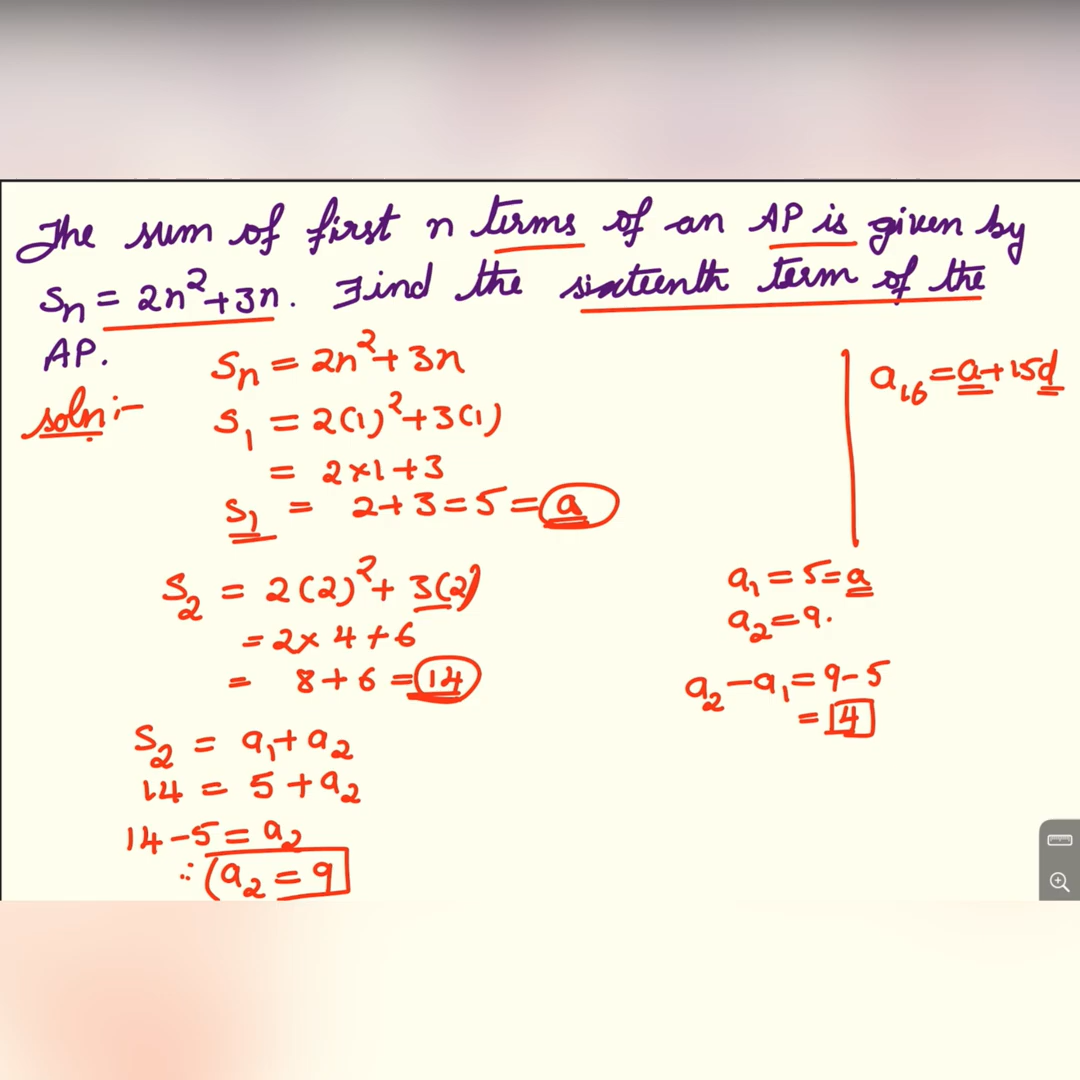 The sum of first n terms of an AP is given by
Sn = 2n²+3n. Find the sixteenth term of the
AP.
soln:-
Sn = 2n²+3n
S₁ = 2(1)²+3(1)
= 2×1+3
S₁ = 2+3=5=a
S₂ = 2(2)²+3(2)
= 2×4+6
= 8+6=14
S₂ = a₁+a₂
14 = 5+a₂
14-5=a₂
∴ a₂=9
a₁₆=a+15d
a₁=5=a
a₂=9.
a₂-a₁=9-5
=4